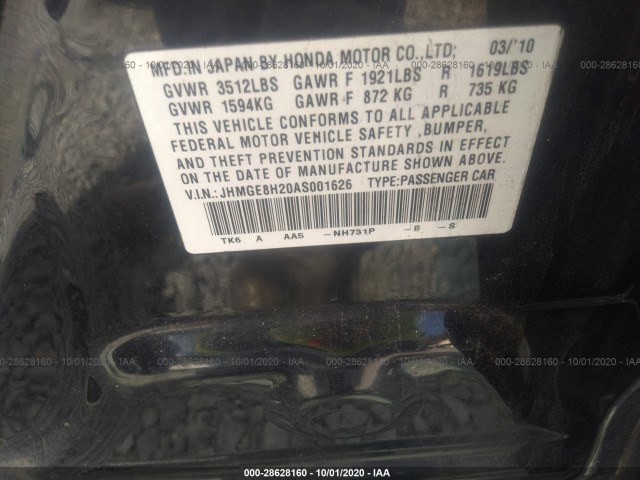 MFD.IN JAPAN BY HONDA MOTOR CO.,LTD; 03/'10
GVWR 3512LBS GAWR F 1921LBS R 1619LBS
GVWR 1594KG GAWR F 872 KG R 735 KG
THIS VEHICLE CONFORMS TO ALL APPLICABLE
FEDERAL MOTOR VEHICLE SAFETY ,BUMPER,
AND THEFT PREVENTION STANDARDS IN EFFECT
ON THE DATE OF MANUFACTURE SHOWN ABOVE.
V.I.N.: JHMGE8H20AS001626 TYPE:PASSENGER CAR
TK6 A AA5 -NH731P -B -S
000-28628160 - 10/01/2020 - IAA